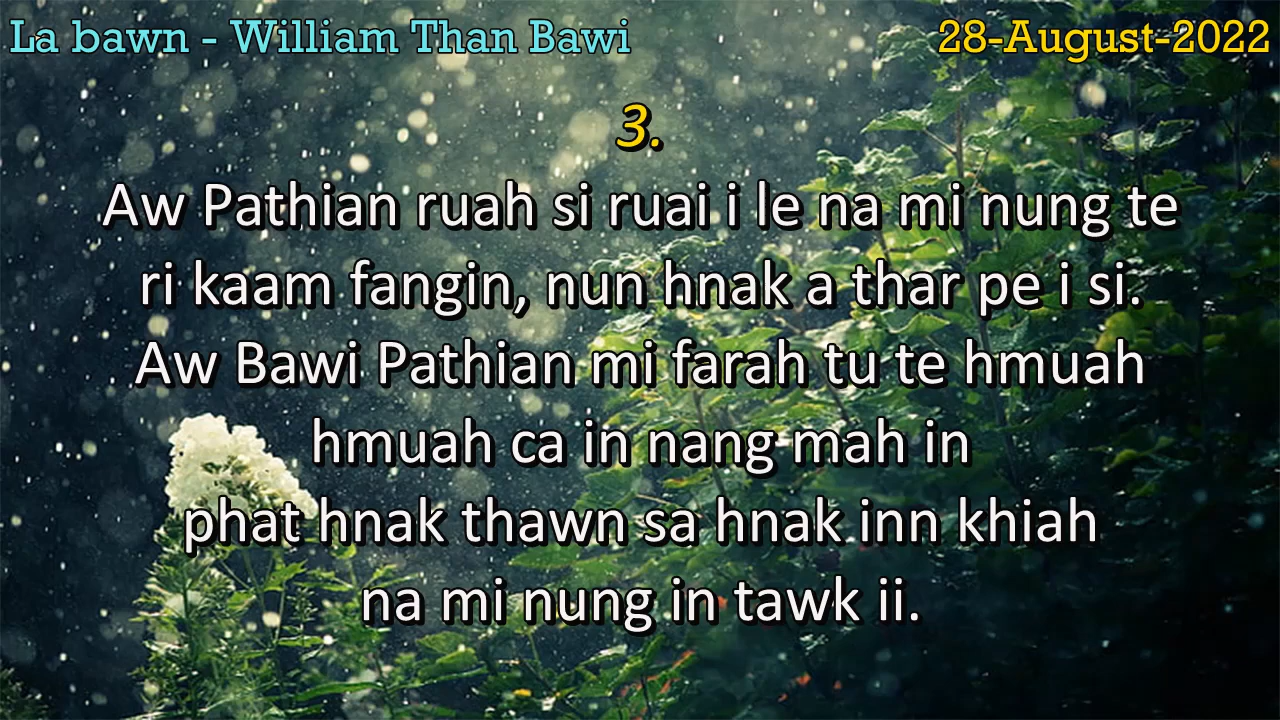 La bawn - William Than Bawi
28-August-2022
3.
Aw Pathian ruah si ruai i le na mi nung te
ri kaam fangin, nun hnak a thar pe i si.
Aw Bawi Pathian mi farah tu te hmuah
hmuah ca in nang mah in
phat hnak thawn sa hnak inn khiah
na mi nung in tawk ii.